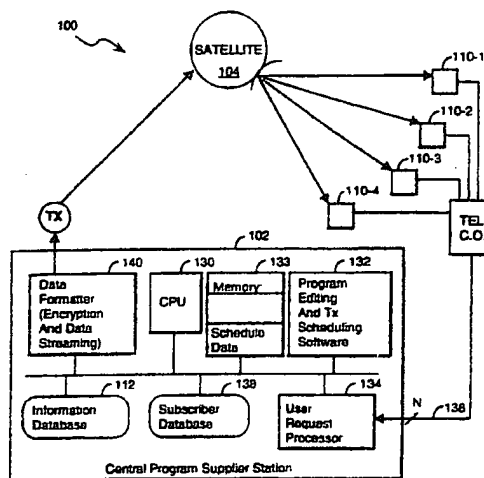 100
SATELLITE
104
110-1
110-2
110-3
110-4
TX
TEL
C.O.
102
140
130
133
132
Data
Formatter
(Encryption
And Data
Streaming)
CPU
Memory
Schedule
Data
Program
Editing
And Tx
Scheduling
Software
112
138
134
N
136
Information
Database
Subscriber
Database
User
Request
Processor
Central Program Supplier Station